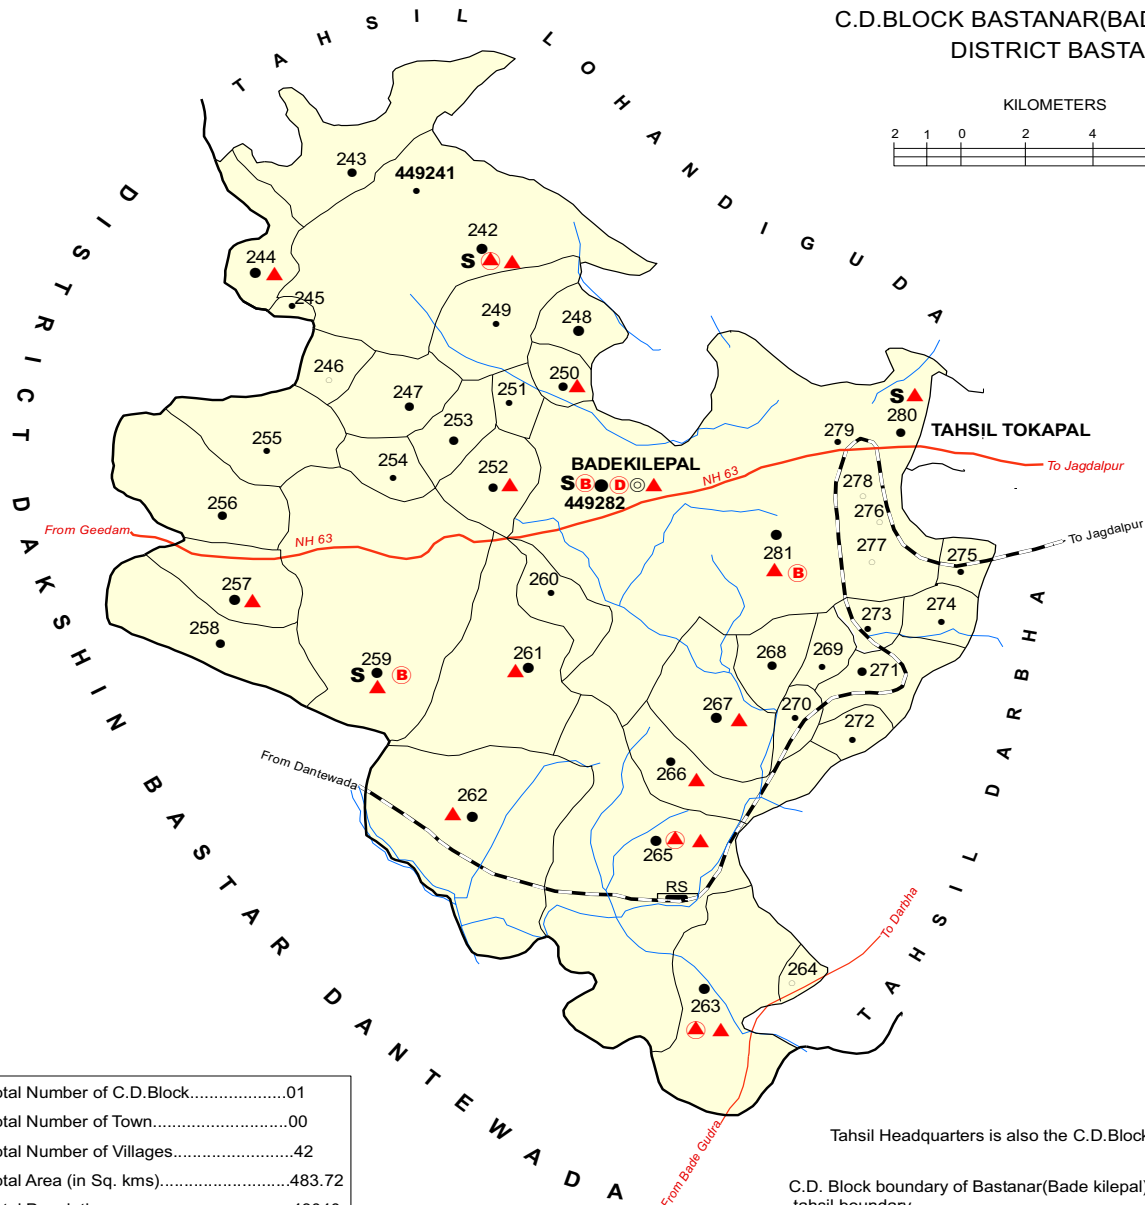 C.D.BLOCK BASTANAR(BAD
DISTRICT BASTA
KILOMETERS
2 1 0 2 4
TAHSIL LOHANDIGUDA
DISTRICT DAKSHIN BASTAR DANTEWADA
243
449241
242
S
244
245
249
248
246
250
247
251
253
S
280
TAHSIL TOKAPAL
279
255
254
252
BADEKILEPAL
S B D
449282
NH 63
To Jagdalpur
278
276
256
From Geedam
NH 63
277
To Jagdalpur
281
B
275
260
257
258
273
274
259
S B
261
268
269
271
267
270
272
From Dantewada
266
262
265
RS
TAHSIL DARBHA
To Darbha
264
263
From Bade Gudra
otal Number of C.D.Block.....................01
otal Number of Town...........................00
otal Number of Villages........................42
otal Area (in Sq. kms)..........................483.72
Tahsil Headquarters is also the C.D.Block
C.D. Block boundary of Bastanar(Bade kilepal)
tahsil boundary